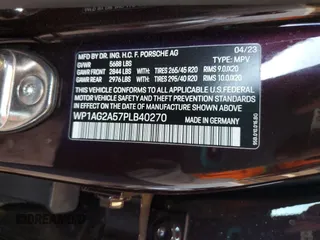 MFD BY DR. ING. H.C. F. PORSCHE AG 04/23
GVWR 5688 LBS
GAWR FRONT 2844 LBS WITH TIRES 265/45 R20 RIMS 9.0JX20
GAWR REAR 2976 LBS WITH TIRES 295/40 R20 RIMS 10.0JX20
THIS VEHICLE CONFORMS TO ALL APPLICABLE U.S. FEDERAL
MOTOR VEHICLE SAFETY, BUMPER, AND THEFT PREVENTION
STANDARDS IN EFFECT ON THE DATE OF MANUFACTURE SHOWN ABOVE.
WP1AG2A57PLB40270 TYPE: MPV